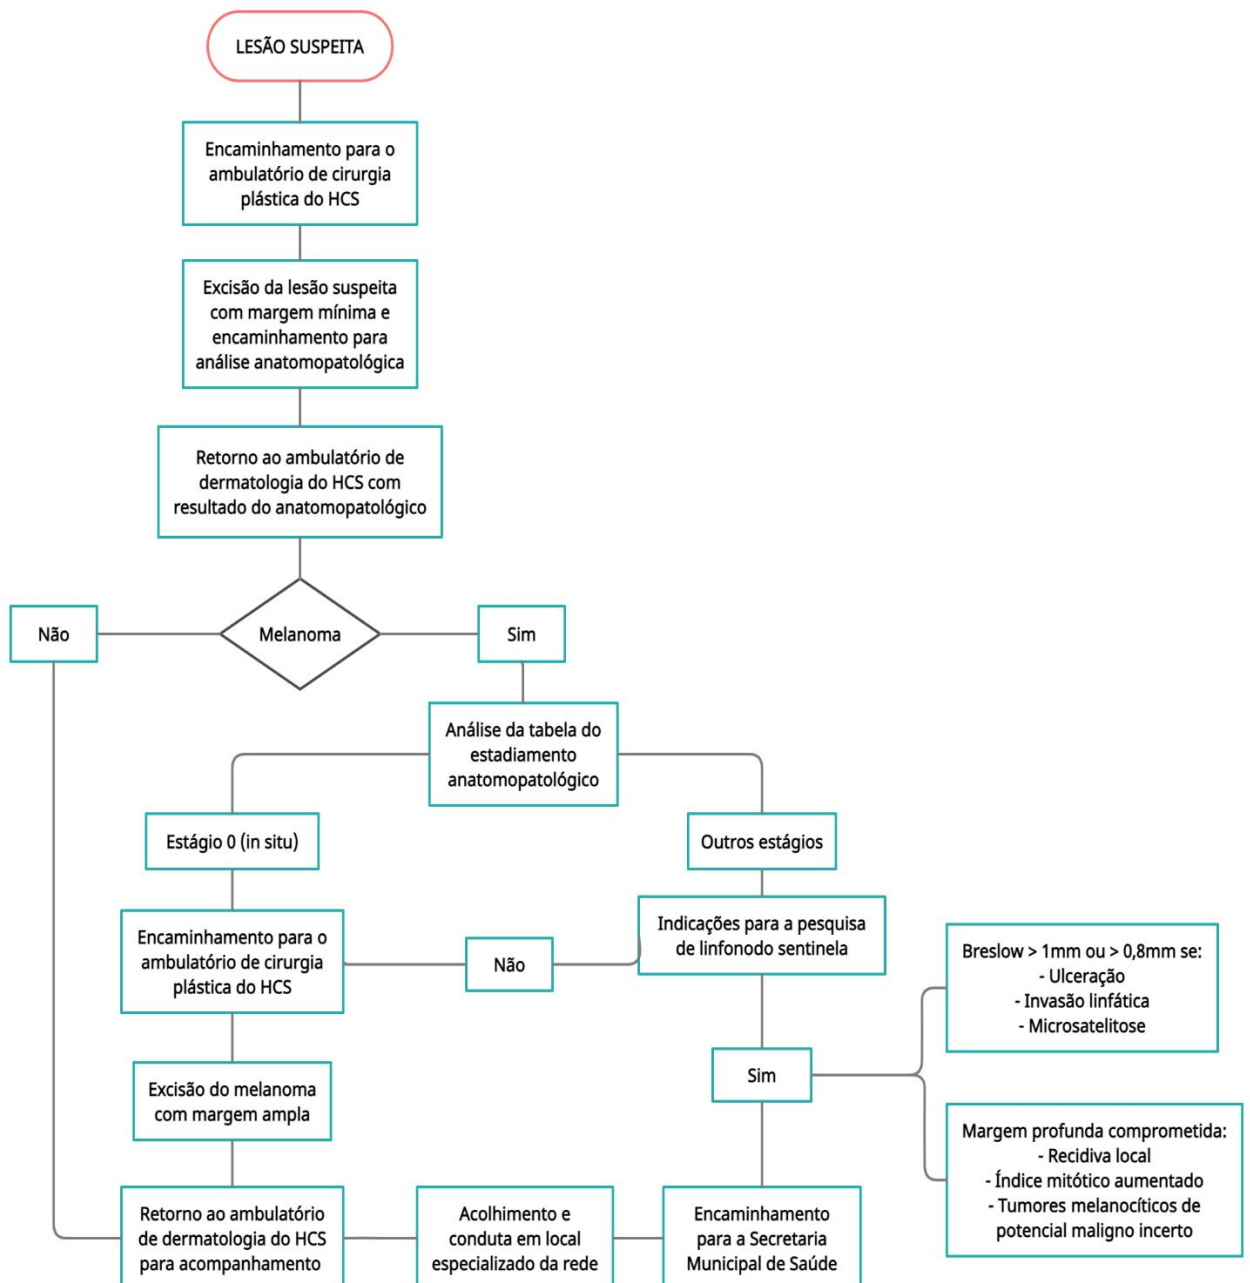 LESÃO SUSPEITA
Encaminhamento para o
ambulatório de cirurgia
plástica do HCS
Excisão da lesão suspeita
com margem mínima e
encaminhamento para
análise anatomopatológica
Retorno ao ambulatório de
dermatologia do HCS com
resultado do anatomopatológico
Não
Melanoma
Sim
Análise da tabela do
estadiamento
anatomopatológico
Estágio 0 (in situ)
Outros estágios
Encaminhamento para o
ambulatório de cirurgia
plástica do HCS
Não
Indicações para a pesquisa
de linfonodo sentinela
Breslow > 1mm ou > 0,8mm se:
- Ulceração
- Invasão linfática
- Microsatelitose
Sim
Excisão do melanoma
com margem ampla
Margem profunda comprometida:
- Recidiva local
- Índice mitótico aumentado
- Tumores melanocíticos de
potencial maligno incerto
Retorno ao ambulatório
de dermatologia do HCS
para acompanhamento
Acolhimento e
conduta em local
especializado da rede
Encaminhamento
para a Secretaria
Municipal de Saúde